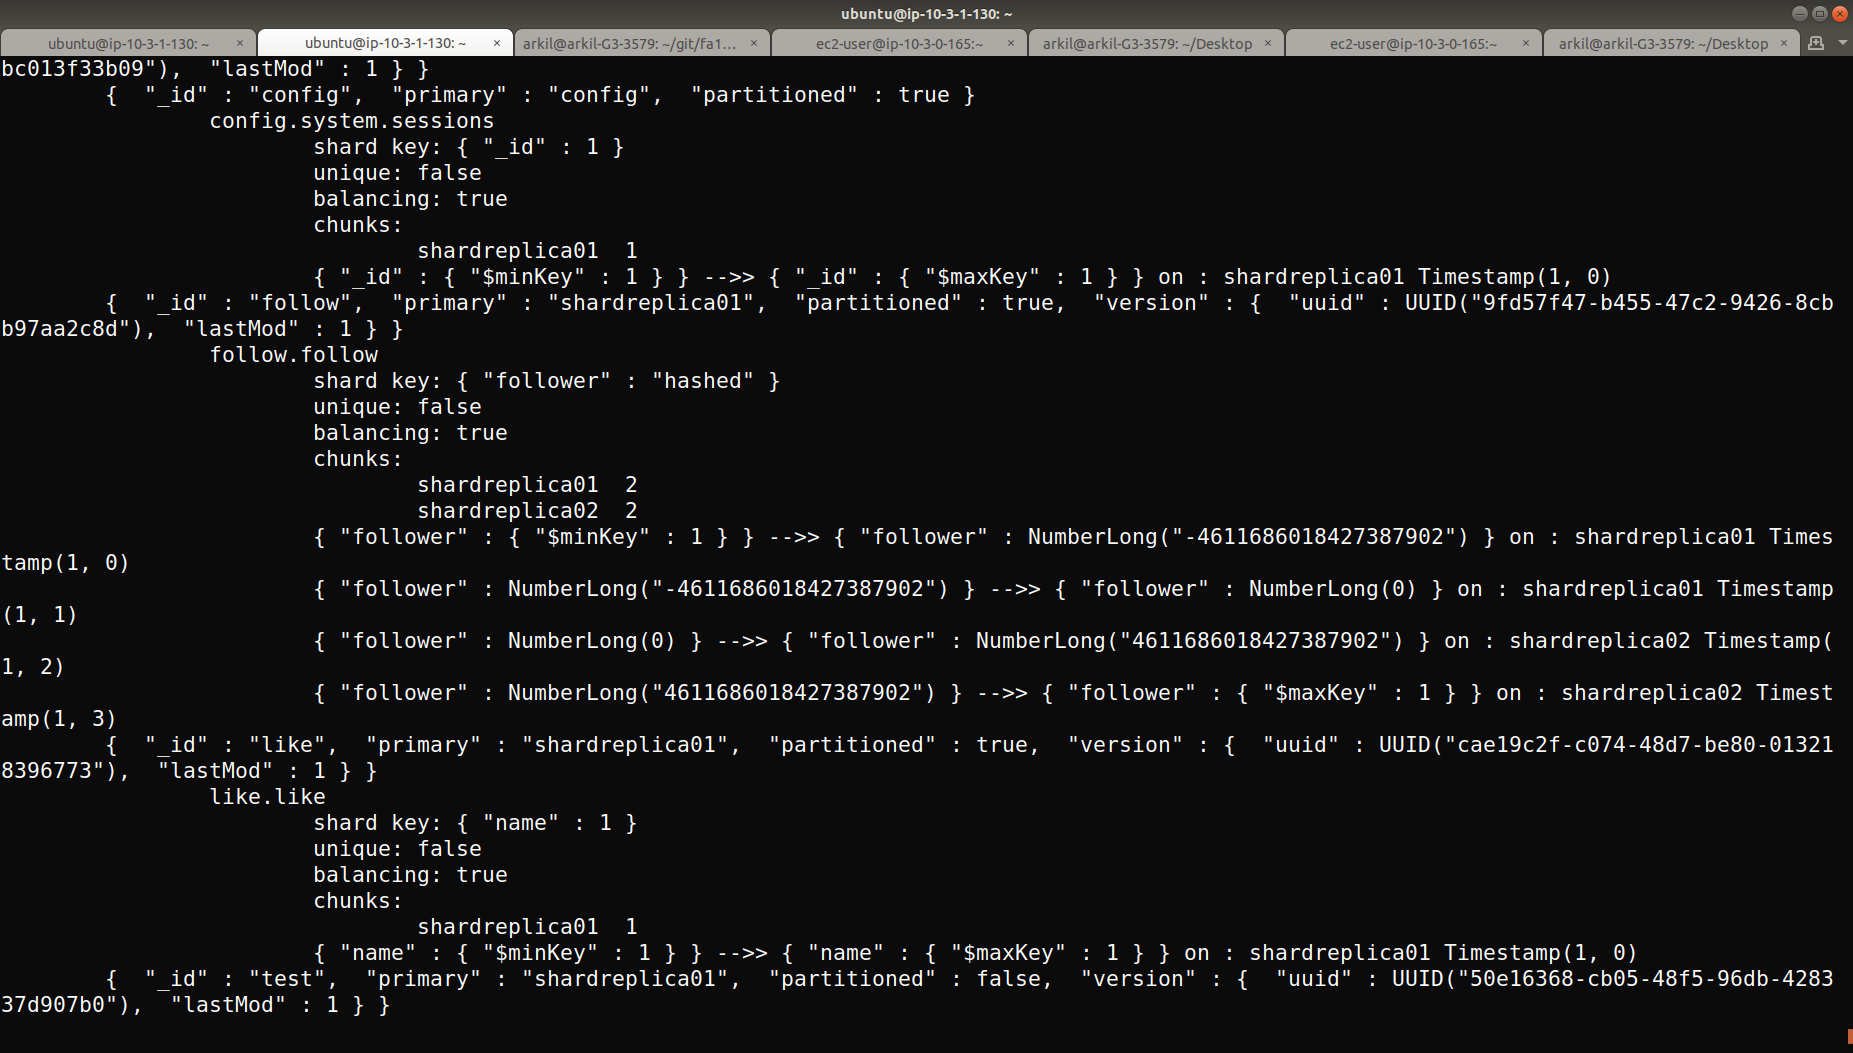 ubuntu@ip-10-3-1-130: ~
ubuntu@ip-10-3-1-130: ~ × ubuntu@ip-10-3-1-130: ~ × arkil@arkil-G3-3579: ~/git/fa1... × ec2-user@ip-10-3-0-165:~ × arkil@arkil-G3-3579: ~/Desktop × ec2-user@ip-10-3-0-165:~ × arkil@arkil-G3-3579: ~/Desktop ×
bc013f33b09"),  "lastMod" : 1 } }
        {  "_id" : "config",  "primary" : "config",  "partitioned" : true }
                config.system.sessions
                        shard key: { "_id" : 1 }
                        unique: false
                        balancing: true
                        chunks:
                                shardreplica01  1
                        { "_id" : { "$minKey" : 1 } } -->> { "_id" : { "$maxKey" : 1 } } on : shardreplica01 Timestamp(1, 0)
        {  "_id" : "follow",  "primary" : "shardreplica01",  "partitioned" : true,  "version" : {  "uuid" : UUID("9fd57f47-b455-47c2-9426-8cb
b97aa2c8d"),  "lastMod" : 1 } }
                follow.follow
                        shard key: { "follower" : "hashed" }
                        unique: false
                        balancing: true
                        chunks:
                                shardreplica01  2
                                shardreplica02  2
                        { "follower" : { "$minKey" : 1 } } -->> { "follower" : NumberLong("-4611686018427387902") } on : shardreplica01 Times
tamp(1, 0)
                        { "follower" : NumberLong("-4611686018427387902") } -->> { "follower" : NumberLong(0) } on : shardreplica01 Timestamp
(1, 1)
                        { "follower" : NumberLong(0) } -->> { "follower" : NumberLong("4611686018427387902") } on : shardreplica02 Timestamp(
1, 2)
                        { "follower" : NumberLong("4611686018427387902") } -->> { "follower" : { "$maxKey" : 1 } } on : shardreplica02 Timest
amp(1, 3)
        {  "_id" : "like",  "primary" : "shardreplica01",  "partitioned" : true,  "version" : {  "uuid" : UUID("cae19c2f-c074-48d7-be80-01321
8396773"),  "lastMod" : 1 } }
                like.like
                        shard key: { "name" : 1 }
                        unique: false
                        balancing: true
                        chunks:
                                shardreplica01  1
                        { "name" : { "$minKey" : 1 } } -->> { "name" : { "$maxKey" : 1 } } on : shardreplica01 Timestamp(1, 0)
        {  "_id" : "test",  "primary" : "shardreplica01",  "partitioned" : false,  "version" : {  "uuid" : UUID("50e16368-cb05-48f5-96db-4283
37d907b0"),  "lastMod" : 1 } }